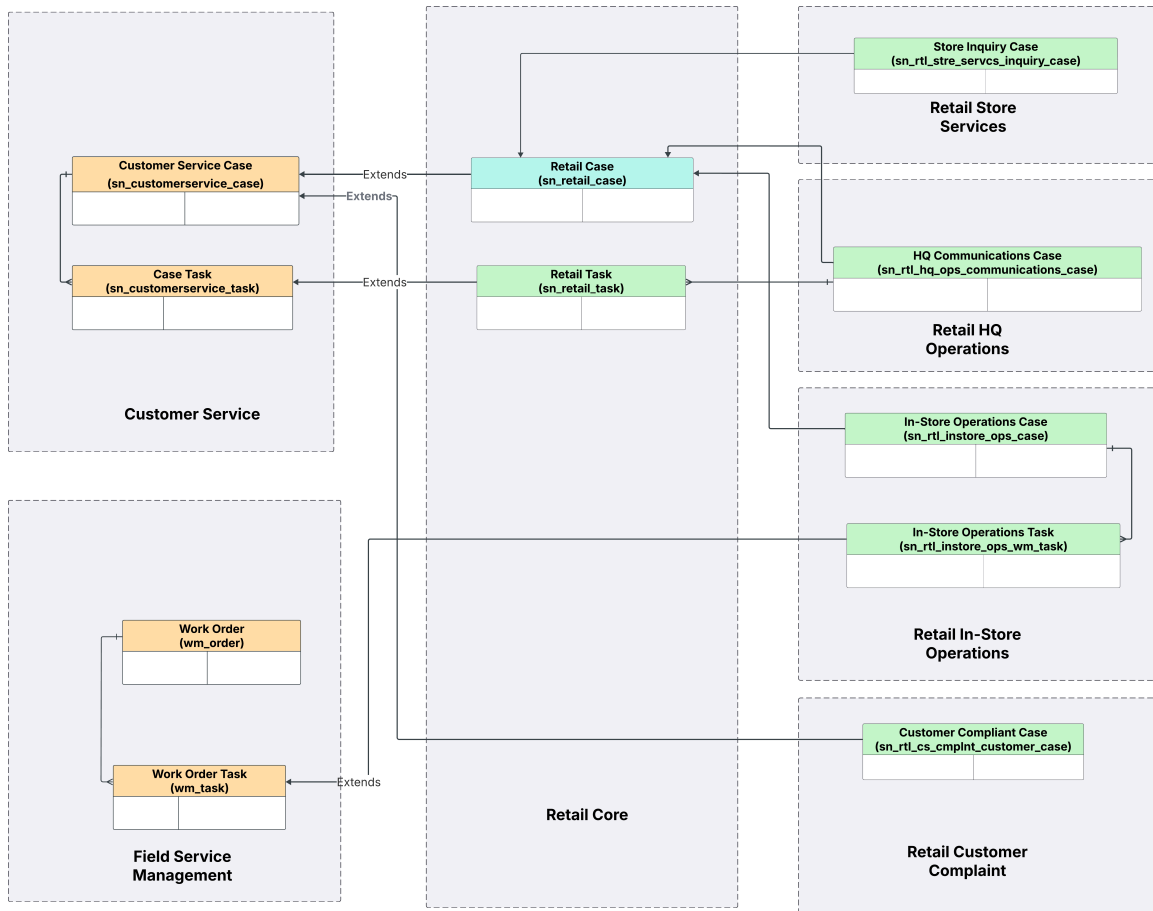 Store Inquiry Case
(sn_rtl_stre_servcs_inquiry_case)
Retail Store
Services
Customer Service Case
(sn_customerservice_case)
Extends
Retail Case
(sn_retail_case)
Extends
Case Task
(sn_customerservice_task)
Extends
Retail Task
(sn_retail_task)
HQ Communications Case
(sn_rtl_hq_ops_communications_case)
Retail HQ
Operations
Customer Service
In-Store Operations Case
(sn_rtl_instore_ops_case)
In-Store Operations Task
(sn_rtl_instore_ops_wm_task)
Retail In-Store
Operations
Work Order
(wm_order)
Work Order Task
(wm_task)
Extends
Field Service
Management
Retail Core
Customer Compliant Case
(sn_rtl_cs_cmplnt_customer_case)
Retail Customer
Complaint